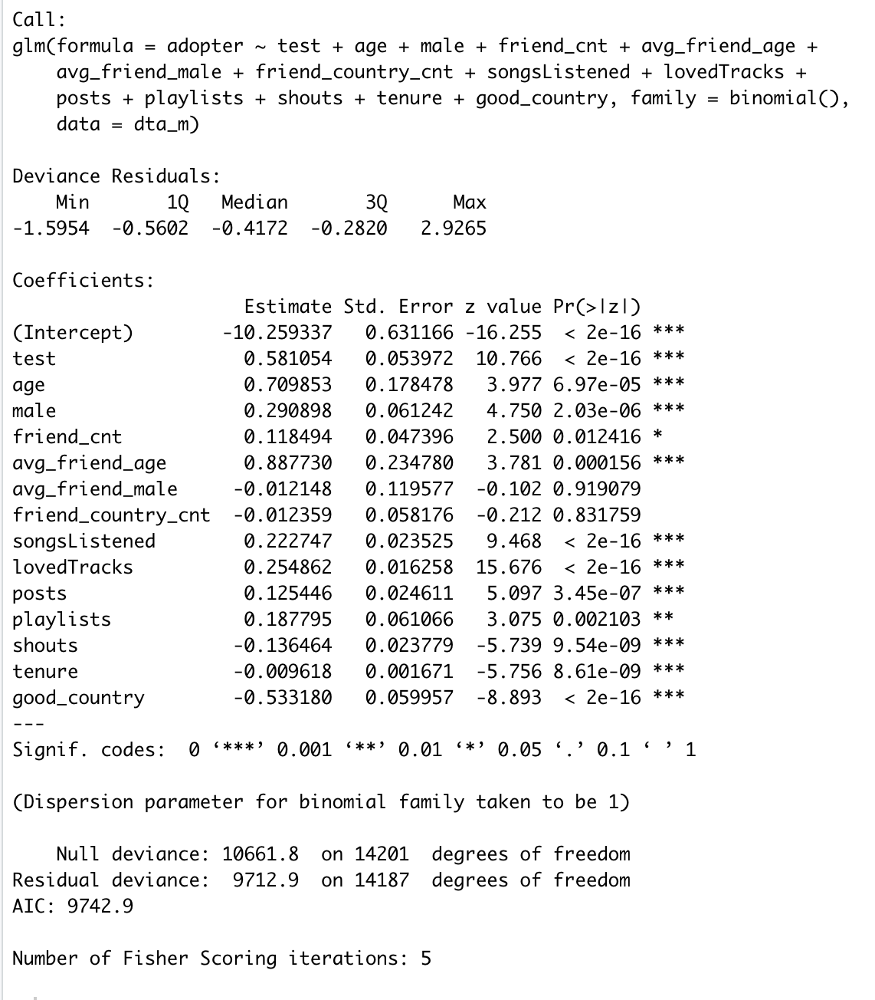 Call:
glm(formula = adopter ~ test + age + male + friend_cnt + avg_friend_age +
    avg_friend_male + friend_country_cnt + songsListened + lovedTracks +
    posts + playlists + shouts + tenure + good_country, family = binomial(),
    data = dta_m)

Deviance Residuals:
    Min       1Q   Median       3Q      Max
-1.5954  -0.5602  -0.4172  -0.2820   2.9265

Coefficients:
                     Estimate Std. Error z value Pr(>|z|)
(Intercept)        -10.259337   0.631166 -16.255  < 2e-16 ***
test                 0.581054   0.053972  10.766  < 2e-16 ***
age                  0.709853   0.178478   3.977 6.97e-05 ***
male                 0.290898   0.061242   4.750 2.03e-06 ***
friend_cnt           0.118494   0.047396   2.500 0.012416 *
avg_friend_age       0.887730   0.234780   3.781 0.000156 ***
avg_friend_male     -0.012148   0.119577  -0.102 0.919079
friend_country_cnt  -0.012359   0.058176  -0.212 0.831759
songsListened        0.222747   0.023525   9.468  < 2e-16 ***
lovedTracks          0.254862   0.016258  15.676  < 2e-16 ***
posts                0.125446   0.024611   5.097 3.45e-07 ***
playlists            0.187795   0.061066   3.075 0.002103 **
shouts              -0.136464   0.023779  -5.739 9.54e-09 ***
tenure              -0.009618   0.001671  -5.756 8.61e-09 ***
good_country        -0.533180   0.059957  -8.893  < 2e-16 ***
---
Signif. codes:  0 ‘***’ 0.001 ‘**’ 0.01 ‘*’ 0.05 ‘.’ 0.1 ‘ ’ 1

(Dispersion parameter for binomial family taken to be 1)

    Null deviance: 10661.8  on 14201  degrees of freedom
Residual deviance:  9712.9  on 14187  degrees of freedom
AIC: 9742.9

Number of Fisher Scoring iterations: 5